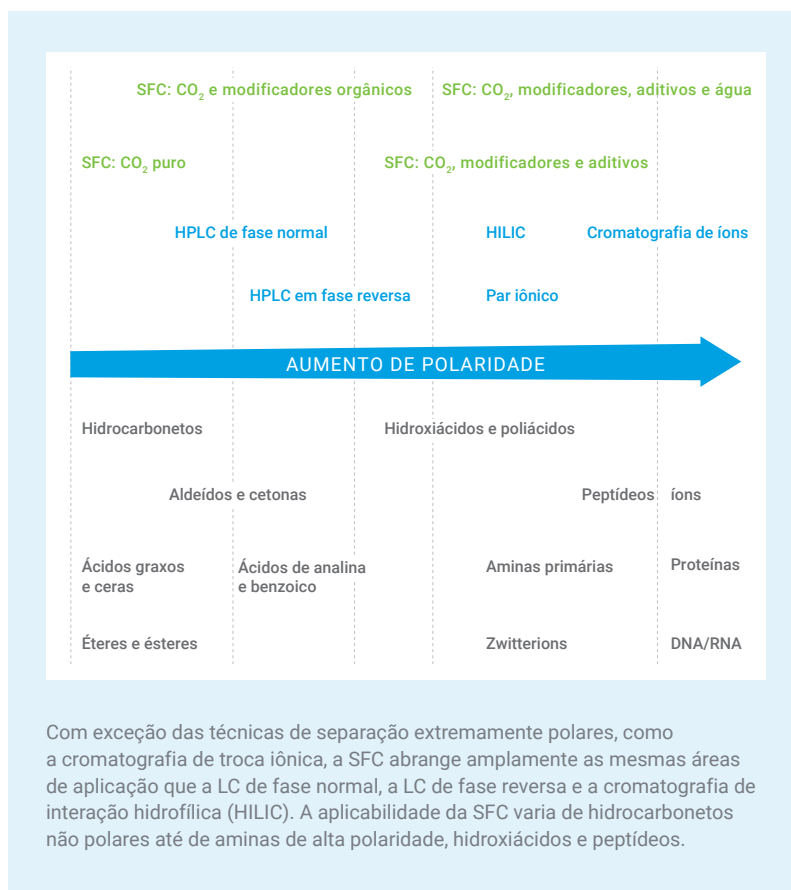 SFC: CO2 e modificadores orgânicos
SFC: CO2, modificadores, aditivos e água
SFC: CO2 puro
SFC: CO2, modificadores e aditivos
HPLC de fase normal
HILIC
Cromatografia de íons
HPLC em fase reversa
Par iônico
AUMENTO DE POLARIDADE
Hidrocarbonetos
Hidroxiácidos e poliácidos
Aldeídos e cetonas
Peptídeos
íons
Ácidos graxos
e ceras
Ácidos de analina
e benzoico
Aminas primárias
Proteínas
Éteres e ésteres
Zwitterions
DNA/RNA
Com exceção das técnicas de separação extremamente polares, como
a cromatografia de troca iônica, a SFC abrange amplamente as mesmas áreas
de aplicação que a LC de fase normal, a LC de fase reversa e a cromatografia de
interação hidrofílica (HILIC). A aplicabilidade da SFC varia de hidrocarbonetos
não polares até de aminas de alta polaridade, hidroxiácidos e peptídeos.